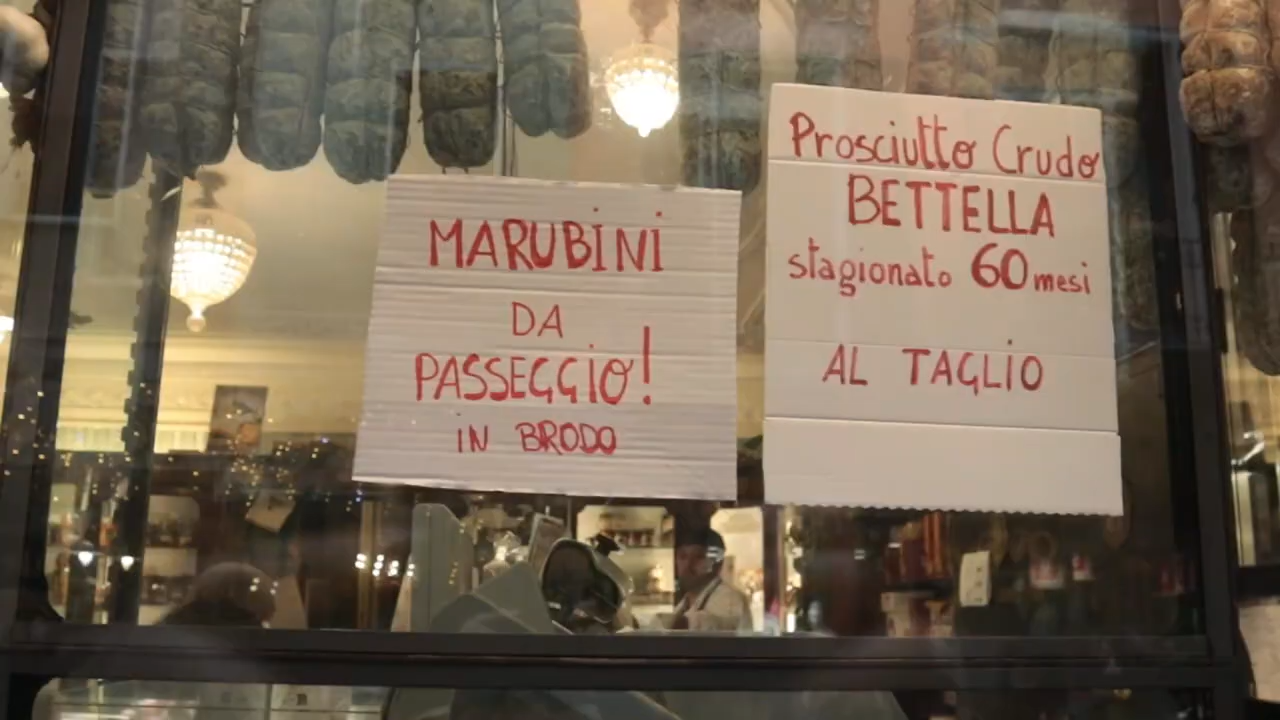 MARUBiNi
DA
PASSEGGiO!
iN BRODO
Prosciutto Crudo
BETTELLA
stagionato 60 mesi
AL TAGLiO